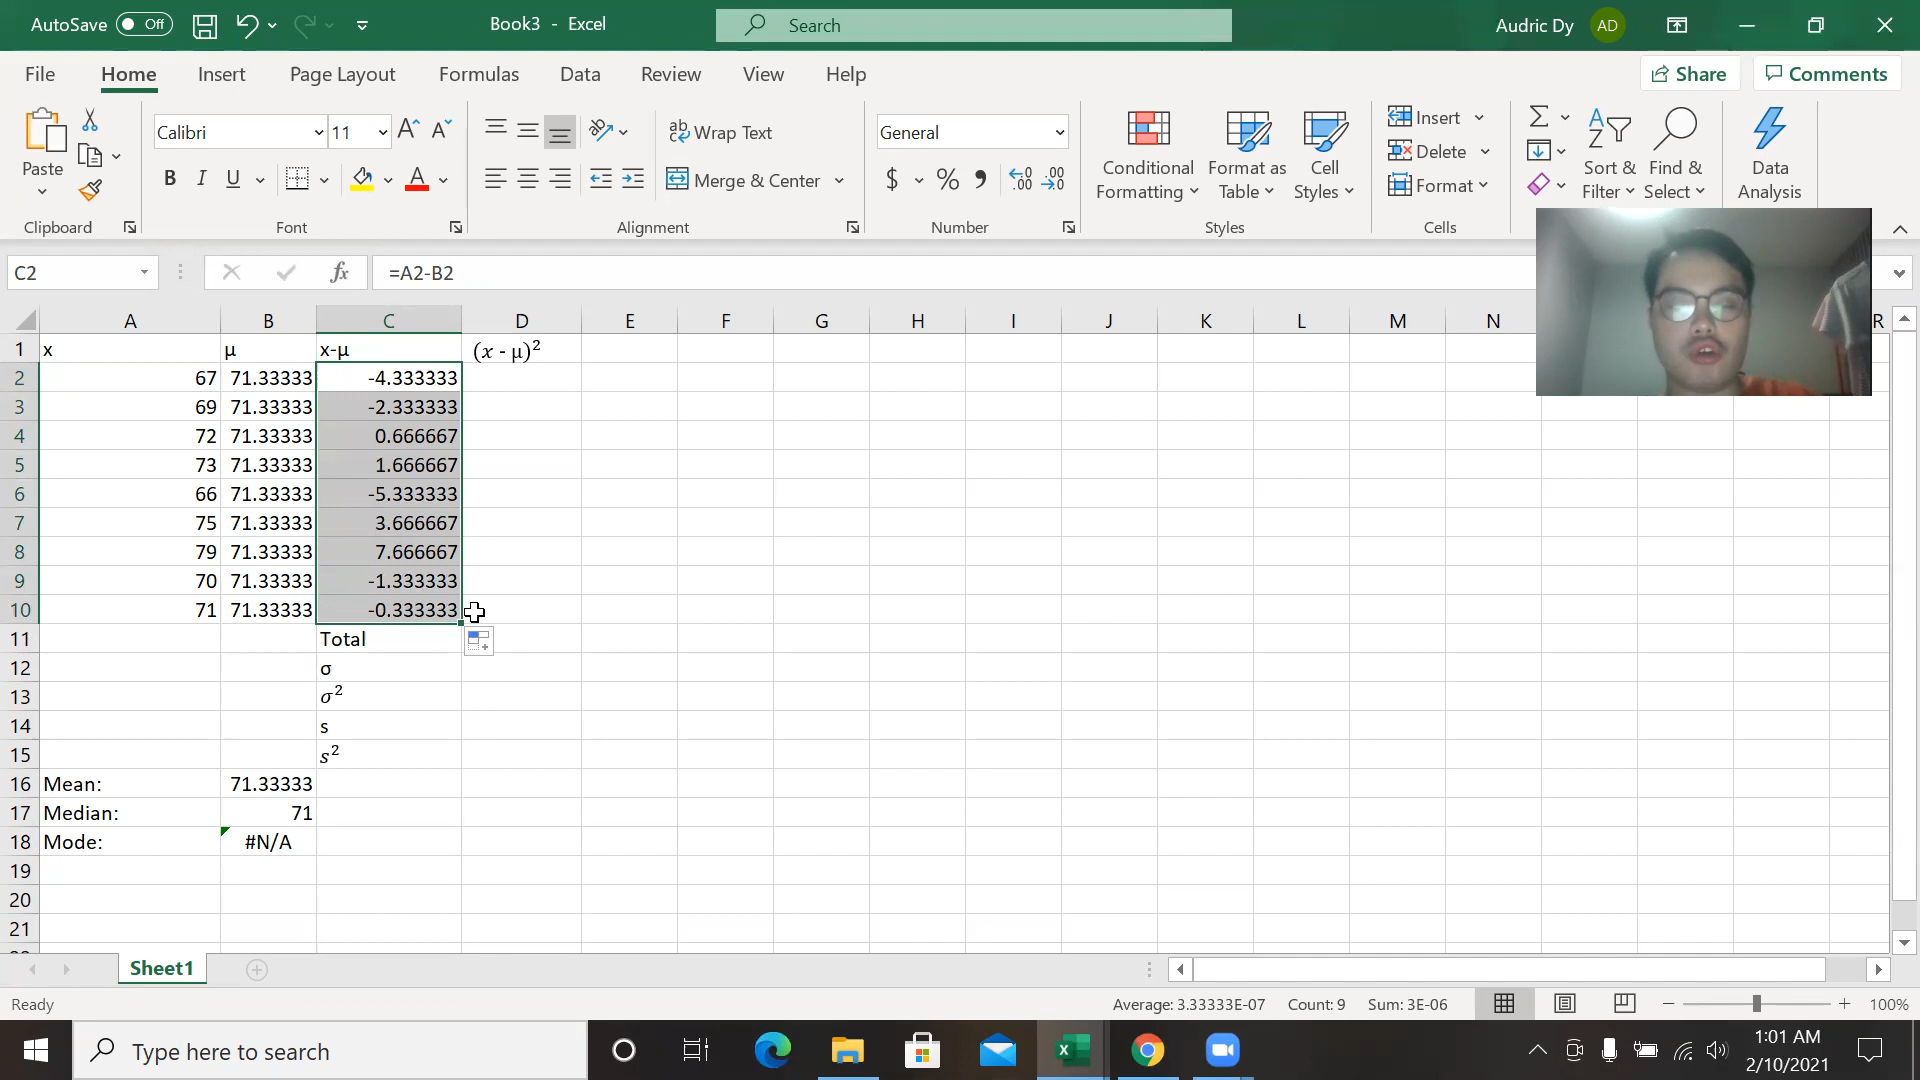 AutoSave Off Book3 - Excel Search Audric Dy AD
File Home Insert Page Layout Formulas Data Review View Help Share Comments
Calibri 11 ab Wrap Text General Insert
Paste Conditional Format as Cell Delete Sort & Find & Data
B I U Merge & Center $ % Formatting Table Styles Format Filter Select Analysis
Clipboard Font Alignment Number Styles Cells
C2 fx =A2-B2
A B C D E F G H I J K L M N R
1 x μ x-μ (x - μ)²
2 67 71.33333 -4.333333
3 69 71.33333 -2.333333
4 72 71.33333 0.666667
5 73 71.33333 1.666667
6 66 71.33333 -5.333333
7 75 71.33333 3.666667
8 79 71.33333 7.666667
9 70 71.33333 -1.333333
10 71 71.33333 -0.333333
11 Total
12 σ
13 σ²
14 s
15 s²
16 Mean: 71.33333
17 Median: 71
18 Mode: #N/A
19
20
21
Sheet1
Ready Average: 3.33333E-07 Count: 9 Sum: 3E-06 100%
Type here to search 1:01 AM
2/10/2021